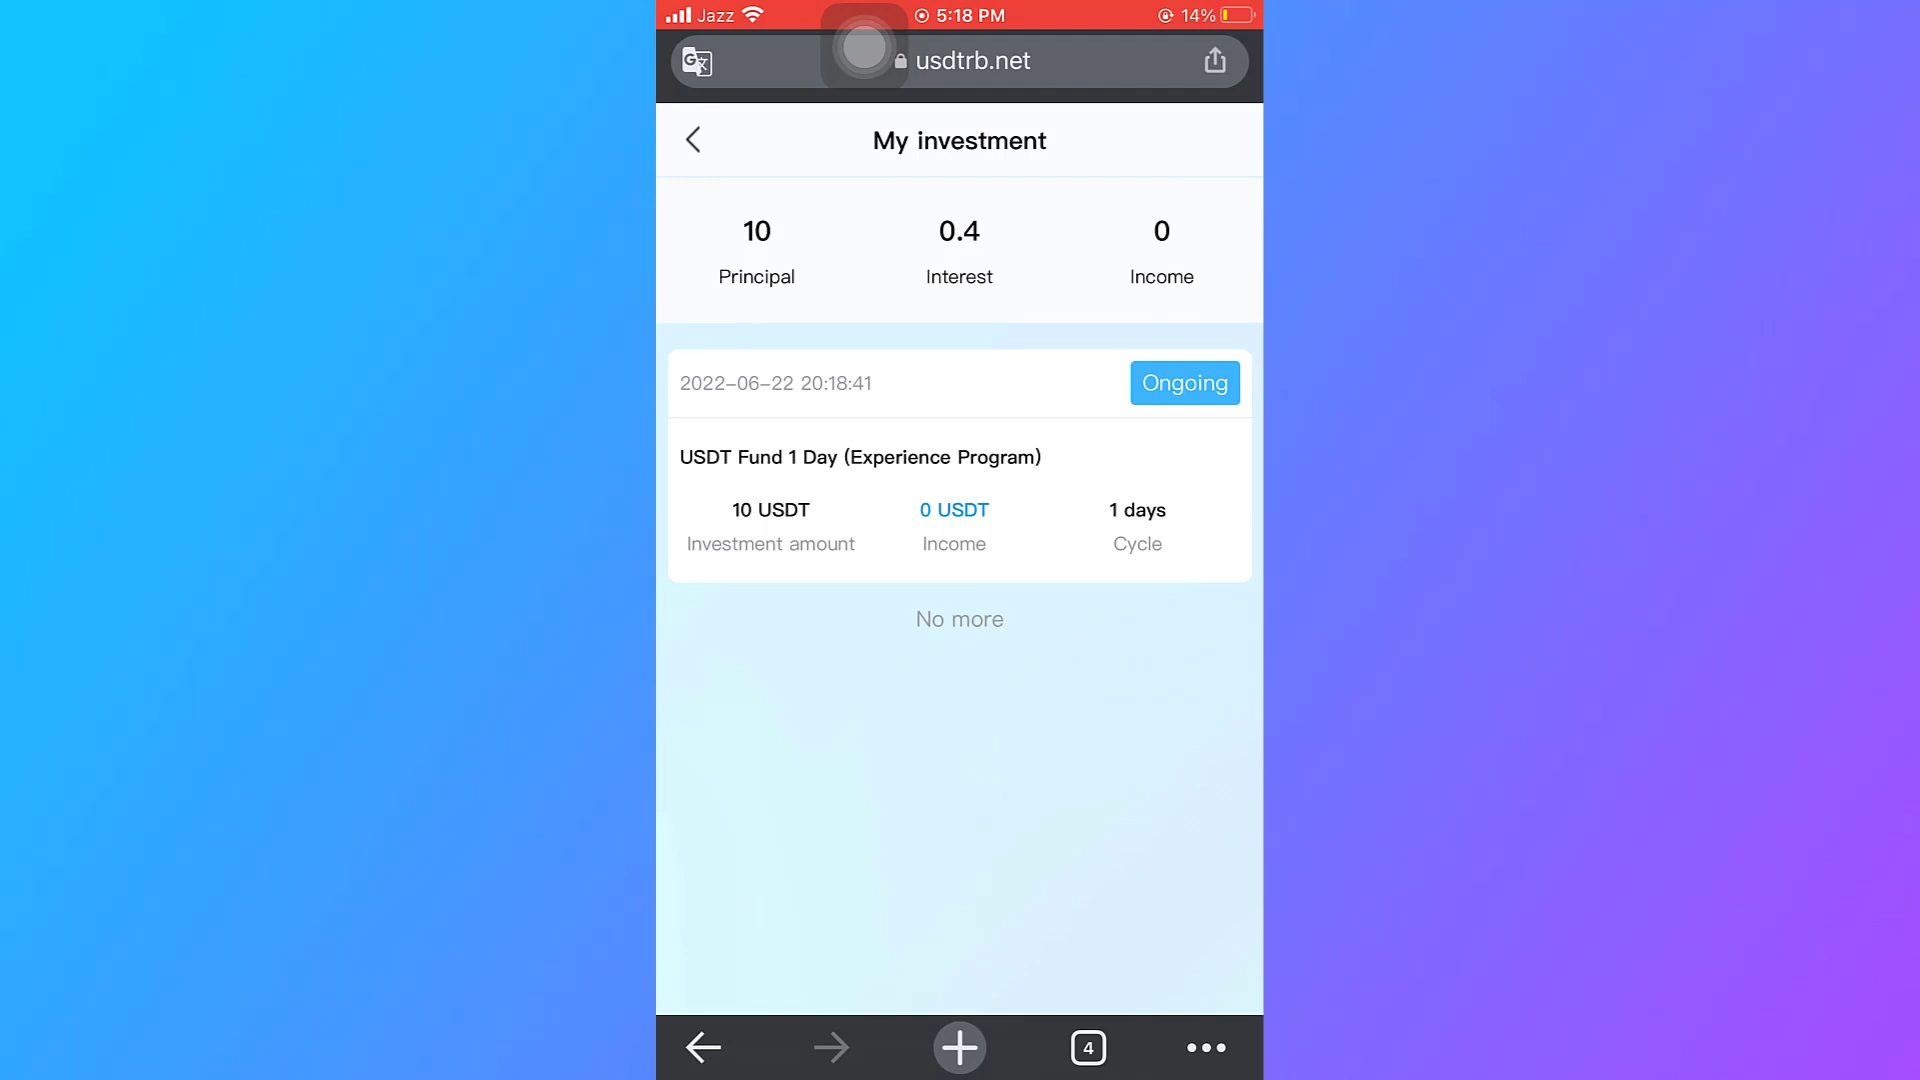 Jazz 5:18 PM 14%
usdtrb.net
My investment
10 0.4 0
Principal Interest Income
2022-06-22 20:18:41 Ongoing
USDT Fund 1 Day (Experience Program)
10 USDT 0 USDT 1 days
Investment amount Income Cycle
No more
4